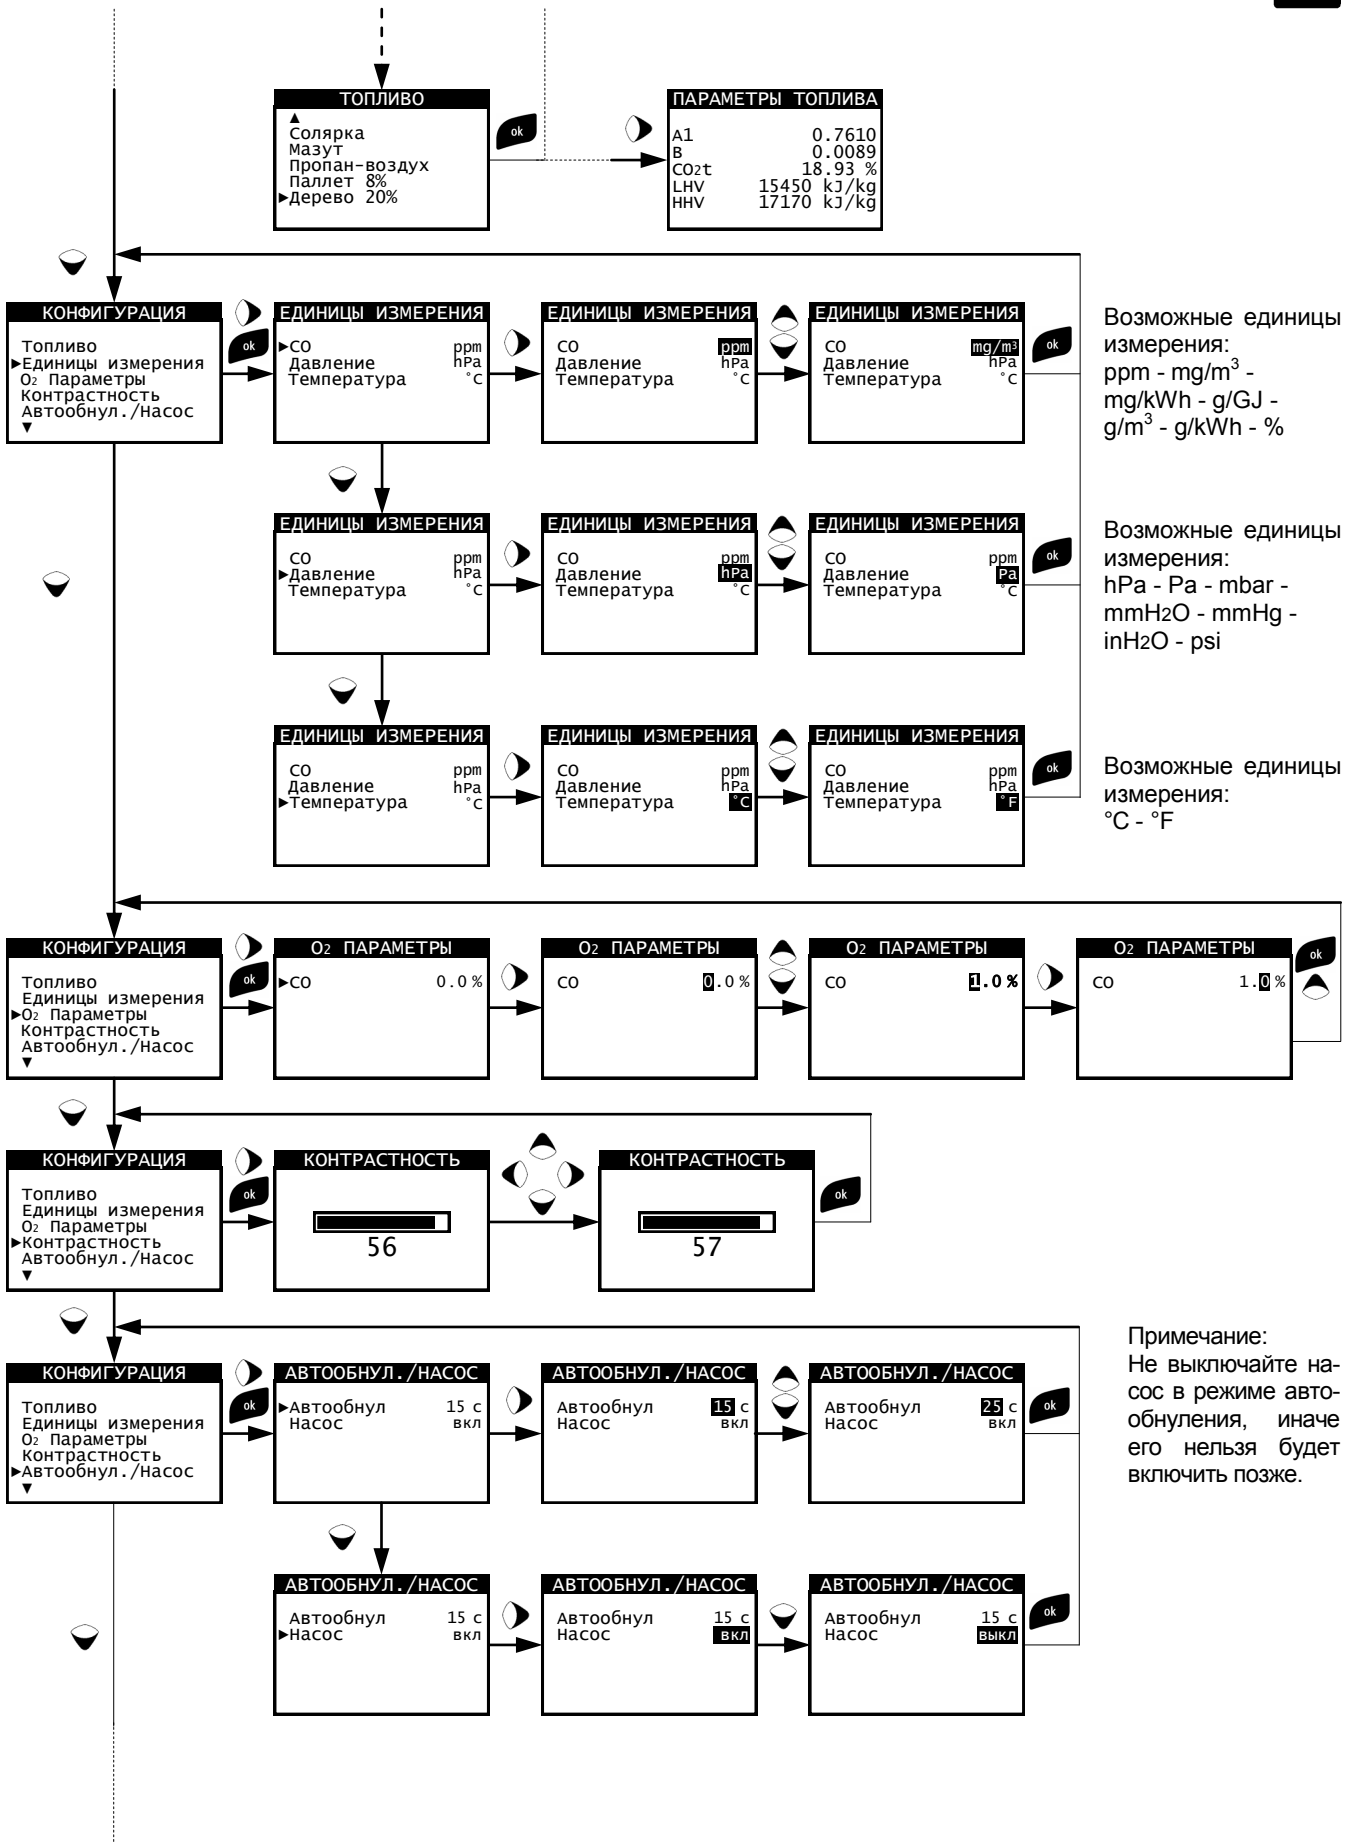 ТОПЛИВО
▲
Солярка
Мазут
Пропан-воздух
Паллет 8%
►Дерево 20%
ok
ПАРАМЕТРЫ ТОПЛИВА
A1 0.7610
B 0.0089
CO2t 18.93 %
LHV 15450 kJ/kg
HHV 17170 kJ/kg
КОНФИГУРАЦИЯ
Топливо
►Единицы измерения
O2 Параметры
Контрастность
Автообнул./Насос
▼
ok
ЕДИНИЦЫ ИЗМЕРЕНИЯ
►CO ppm
Давление hPa
Температура °C
ЕДИНИЦЫ ИЗМЕРЕНИЯ
CO ppm
Давление hPa
Температура °C
ЕДИНИЦЫ ИЗМЕРЕНИЯ
CO mg/m³
Давление hPa
Температура °C
ok
Возможные единицы
измерения:
ppm - mg/m³ -
mg/kWh - g/GJ -
g/m³ - g/kWh - %
ЕДИНИЦЫ ИЗМЕРЕНИЯ
CO ppm
►Давление hPa
Температура °C
ЕДИНИЦЫ ИЗМЕРЕНИЯ
CO ppm
Давление hPa
Температура °C
ЕДИНИЦЫ ИЗМЕРЕНИЯ
CO ppm
Давление Pa
Температура °C
ok
Возможные единицы
измерения:
hPa - Pa - mbar -
mmH2O - mmHg -
inH2O - psi
ЕДИНИЦЫ ИЗМЕРЕНИЯ
CO ppm
Давление hPa
►Температура °C
ЕДИНИЦЫ ИЗМЕРЕНИЯ
CO ppm
Давление hPa
Температура °C
ЕДИНИЦЫ ИЗМЕРЕНИЯ
CO ppm
Давление hPa
Температура °F
ok
Возможные единицы
измерения:
°C - °F
КОНФИГУРАЦИЯ
Топливо
Единицы измерения
►O2 Параметры
Контрастность
Автообнул./Насос
▼
ok
O2 ПАРАМЕТРЫ
►CO 0.0 %
O2 ПАРАМЕТРЫ
CO 0.0 %
O2 ПАРАМЕТРЫ
CO 1.0 %
O2 ПАРАМЕТРЫ
CO 1.0 %
ok
КОНФИГУРАЦИЯ
Топливо
Единицы измерения
O2 Параметры
►Контрастность
Автообнул./Насос
▼
ok
КОНТРАСТНОСТЬ
56
КОНТРАСТНОСТЬ
57
ok
КОНФИГУРАЦИЯ
Топливо
Единицы измерения
O2 Параметры
Контрастность
►Автообнул./Насос
▼
ok
АВТООБНУЛ./НАСОС
►Автообнул 15 с
Насос вкл
АВТООБНУЛ./НАСОС
Автообнул 15 с
Насос вкл
АВТООБНУЛ./НАСОС
Автообнул 25 с
Насос вкл
ok
Примечание:
Не выключайте на-
сос в режиме авто-
обнуления, иначе
его нельзя будет
включить позже.
АВТООБНУЛ./НАСОС
Автообнул 15 с
►Насос вкл
АВТООБНУЛ./НАСОС
Автообнул 15 с
Насос вкл
АВТООБНУЛ./НАСОС
Автообнул 15 с
Насос выкл
ok